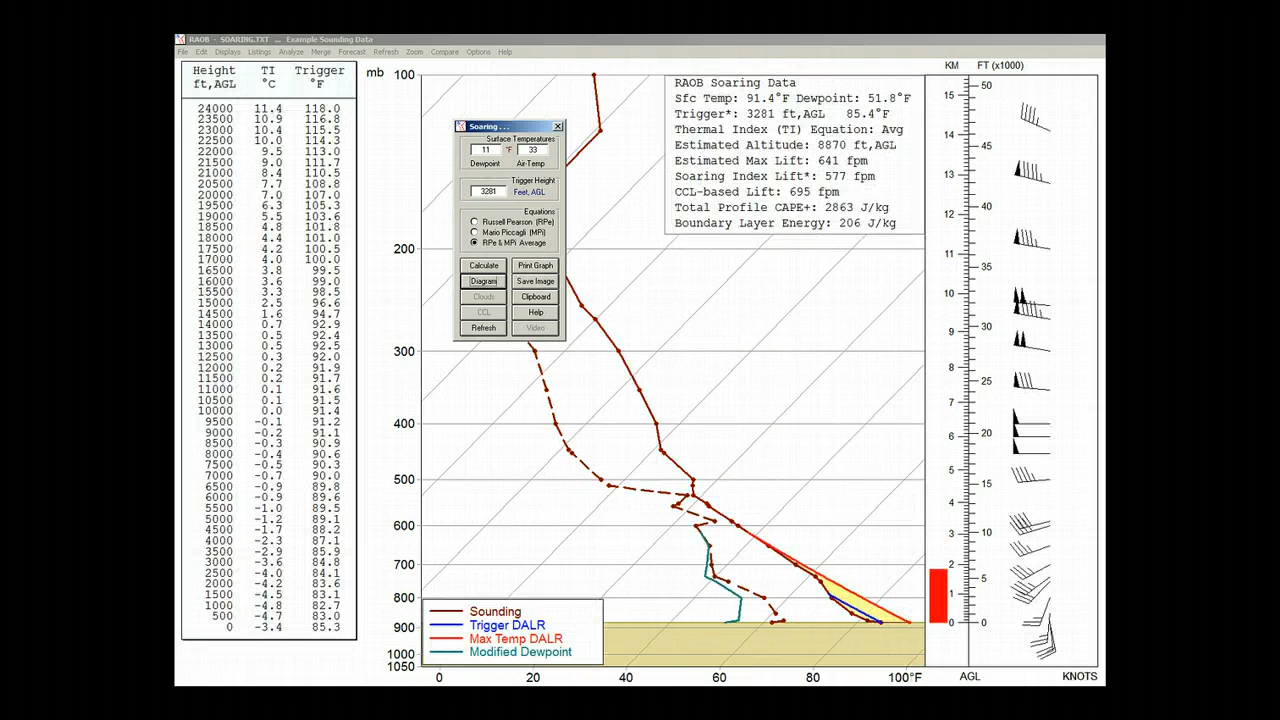 RAOB - SOARING.TXT ... Example Sounding Data
File Edit Displays Listings Analyze Merge Forecast Refresh Zoom Compare Options Help
Height TI Trigger
ft,AGL °C °F
24000 11.4 118.0
23500 10.9 116.8
23000 10.4 115.5
22500 10.0 114.3
22000 9.5 113.0
21500 9.0 111.7
21000 8.4 110.5
20500 7.7 108.8
20000 7.0 107.0
19500 6.3 105.3
19000 5.5 103.6
18500 4.8 101.8
18000 4.4 101.0
17500 4.2 100.5
17000 4.0 100.0
16500 3.8 99.5
16000 3.6 99.0
15500 3.3 98.5
15000 2.5 96.6
14500 1.6 94.7
14000 0.7 92.9
13500 0.5 92.4
13000 0.5 92.5
12500 0.3 92.0
12000 0.2 91.9
11500 0.2 91.7
11000 0.1 91.6
10500 0.1 91.5
10000 0.0 91.4
9500 -0.1 91.2
9000 -0.2 91.1
8500 -0.3 90.9
8000 -0.4 90.6
7500 -0.5 90.3
7000 -0.7 90.0
6500 -0.9 89.8
6000 -0.9 89.6
5500 -1.0 89.5
5000 -1.2 89.1
4500 -1.7 88.2
4000 -2.3 87.1
3500 -2.9 85.9
3000 -3.6 84.8
2500 -4.0 84.1
2000 -4.2 83.6
1500 -4.5 83.1
1000 -4.8 82.7
500 -4.7 83.0
0 -3.4 85.3
mb
100
200
300
400
500
600
700
800
900
1000
1050
0 20 40 60 80 100°F
Soaring ...
Surface Temperatures
11 °F 33
Dewpoint Air-Temp
Trigger Height
3281 Feet, AGL
Equations
Russell Pearson (RPe)
Mario Piccagli (MPi)
RPe & MPi Average
Calculate Print Graph
Diagram Save Image
Clouds Clipboard
CCL Help
Refresh Video
RAOB Soaring Data
Sfc Temp: 91.4°F Dewpoint: 51.8°F
Trigger*: 3281 ft,AGL 85.4°F
Thermal Index (TI) Equation: Avg
Estimated Altitude: 8870 ft,AGL
Estimated Max Lift: 641 fpm
Soaring Index Lift*: 577 fpm
CCL-based Lift: 695 fpm
Total Profile CAPE+: 2863 J/kg
Boundary Layer Energy: 206 J/kg
Sounding
Trigger DALR
Max Temp DALR
Modified Dewpoint
KM FT (x1000)
15
14
13
12
11
10
9
8
7
6
5
4
3
2
1
0
50
45
40
35
30
25
20
15
10
5
0
AGL KNOTS